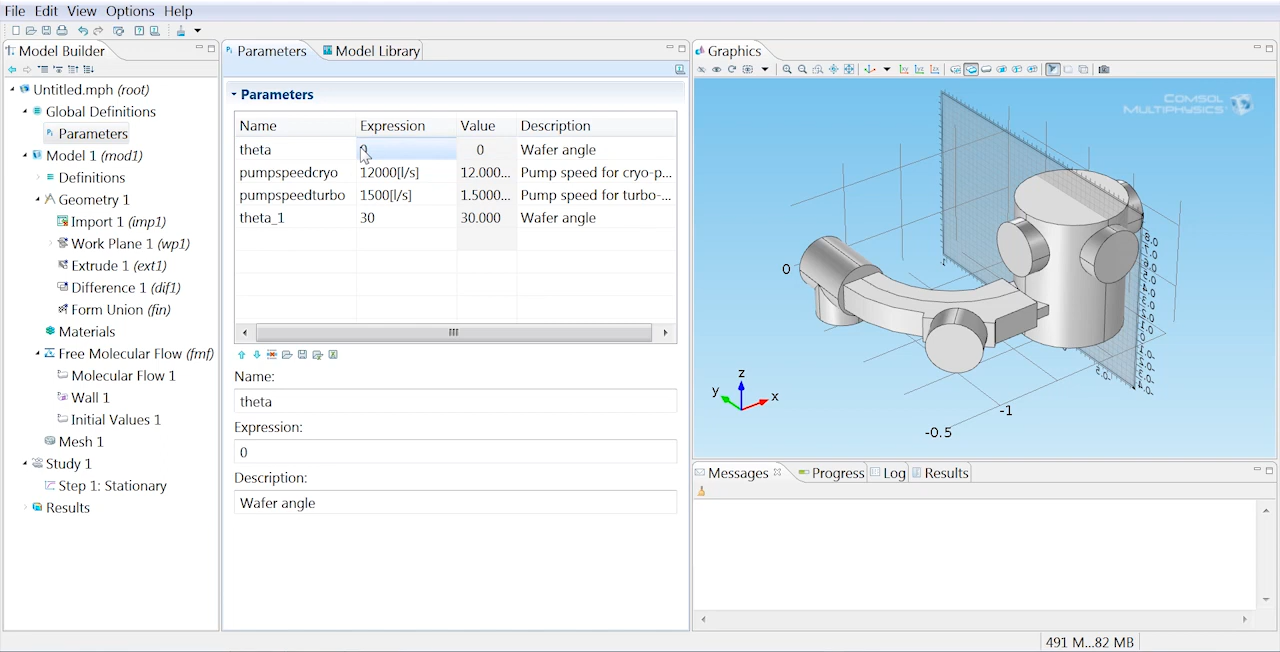 File Edit View Options Help
Model Builder
Untitled.mph (root)
Global Definitions
Parameters
Model 1 (mod1)
Definitions
Geometry 1
Import 1 (imp1)
Work Plane 1 (wp1)
Extrude 1 (ext1)
Difference 1 (dif1)
Form Union (fin)
Materials
Free Molecular Flow (fmf)
Molecular Flow 1
Wall 1
Initial Values 1
Mesh 1
Study 1
Step 1: Stationary
Results
Parameters Model Library
Parameters
Name Expression Value Description
theta 0 0 Wafer angle
pumpspeedcryo 12000[l/s] 12.000... Pump speed for cryo-p...
pumpspeedturbo 1500[l/s] 1.5000... Pump speed for turbo-...
theta_1 30 30.000 Wafer angle
Name:
theta
Expression:
0
Description:
Wafer angle
Graphics
COMSOL
MULTIPHYSICS
0
-1
-0.5
z
y
x
Messages Progress Log Results
491 M...82 MB